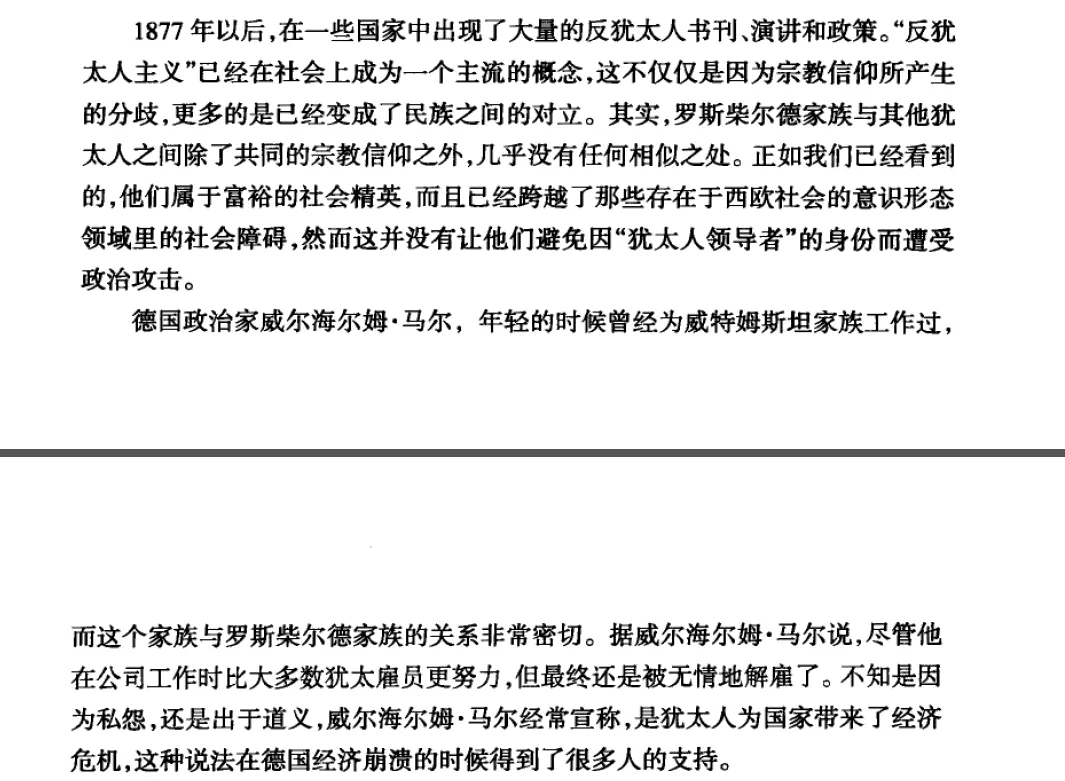 1877年以后,在一些国家中出现了大量的反犹太人书刊、演讲和政策。“反犹
太人主义”已经在社会上成为一个主流的概念,这不仅仅是因为宗教信仰所产生
的分歧,更多的是已经变成了民族之间的对立。其实,罗斯柴尔德家族与其他犹
太人之间除了共同的宗教信仰之外,几乎没有任何相似之处。正如我们已经看到
的,他们属于富裕的社会精英,而且已经跨越了那些存在于西欧社会的意识形态
领域里的社会障碍,然而这并没有让他们避免因“犹太人领导者”的身份而遭受
政治攻击。
德国政治家威尔海尔姆·马尔,年轻的时候曾经为威特姆斯坦家族工作过,
而这个家族与罗斯柴尔德家族的关系非常密切。据威尔海尔姆·马尔说,尽管他
在公司工作时比大多数犹太雇员更努力,但最终还是被无情地解雇了。不知是因
为私怨,还是出于道义,威尔海尔姆·马尔经常宣称,是犹太人为国家带来了经济
危机,这种说法在德国经济崩溃的时候得到了很多人的支持。